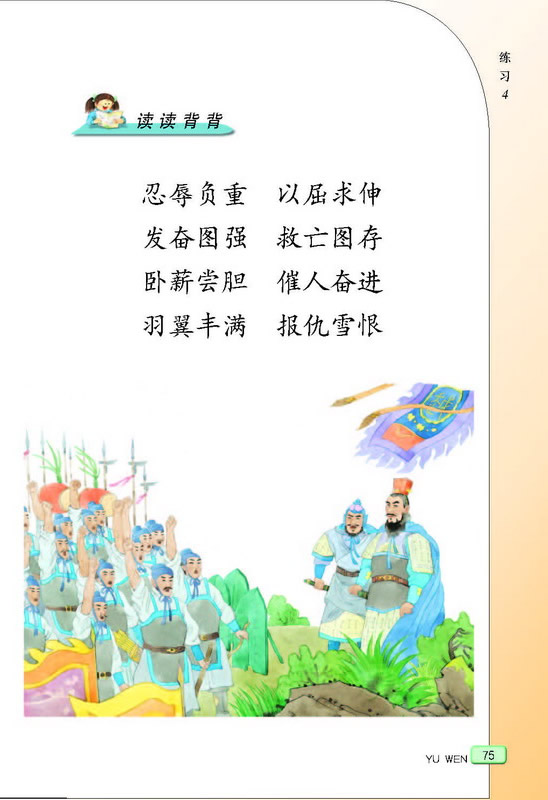 练习4
读读背背
忍辱负重 以屈求伸
发奋图强 救亡图存
卧薪尝胆 催人奋进
羽翼丰满 报仇雪恨
YU WEN 75